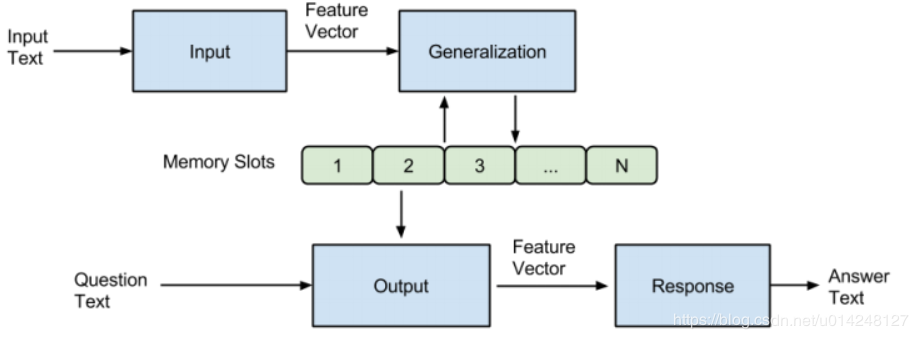 Input
Text
Input
Feature
Vector
Generalization
Memory Slots
1
2
3
...
N
Question
Text
Output
Feature
Vector
Response
Answer
Text
https://blog.csdn.net/u014248127